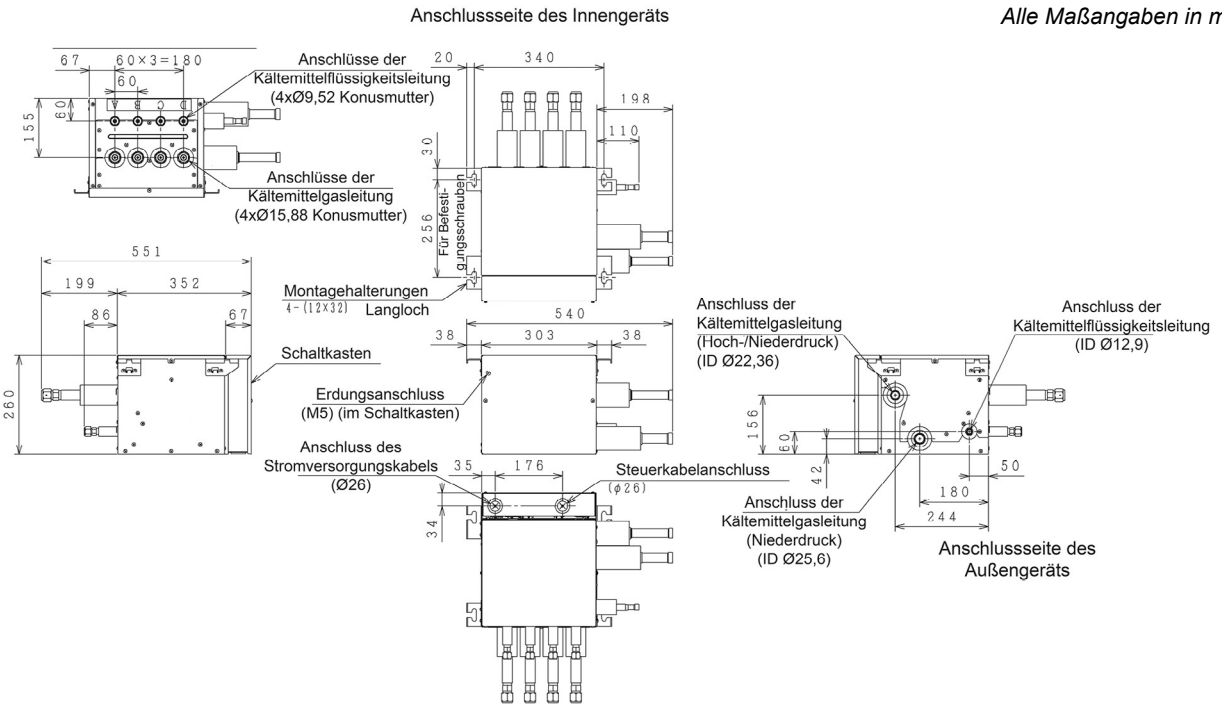 Anschlussseite des Innengeräts
Alle Maßangaben in m
67
60×3=180
60
60
155
A B C D
Anschlüsse der
Kältemittelflüssigkeitsleitung
(4xØ9,52 Konusmutter)
Anschlüsse der
Kältemittelgasleitung
(4xØ15,88 Konusmutter)
20
340
198
110
30
256
Für Befesti-
gungsschrauben
Montagehalterungen
4-(12X32) Langloch
551
199
352
86
67
260
Schaltkasten
540
38
303
38
Erdungsanschluss
(M5) (im Schaltkasten)
Anschluss des
Stromversorgungskabels
(Ø26)
35
176
34
Steuerkabelanschluss
(φ26)
Anschluss der
Kältemittelgasleitung
(Hoch-/Niederdruck)
(ID Ø22,36)
Anschluss der
Kältemittelflüssigkeitsleitung
(ID Ø12,9)
156
60
42
50
180
244
Anschluss der
Kältemittelgasleitung
(Niederdruck)
(ID Ø25,6)
Anschlussseite des
Außengeräts